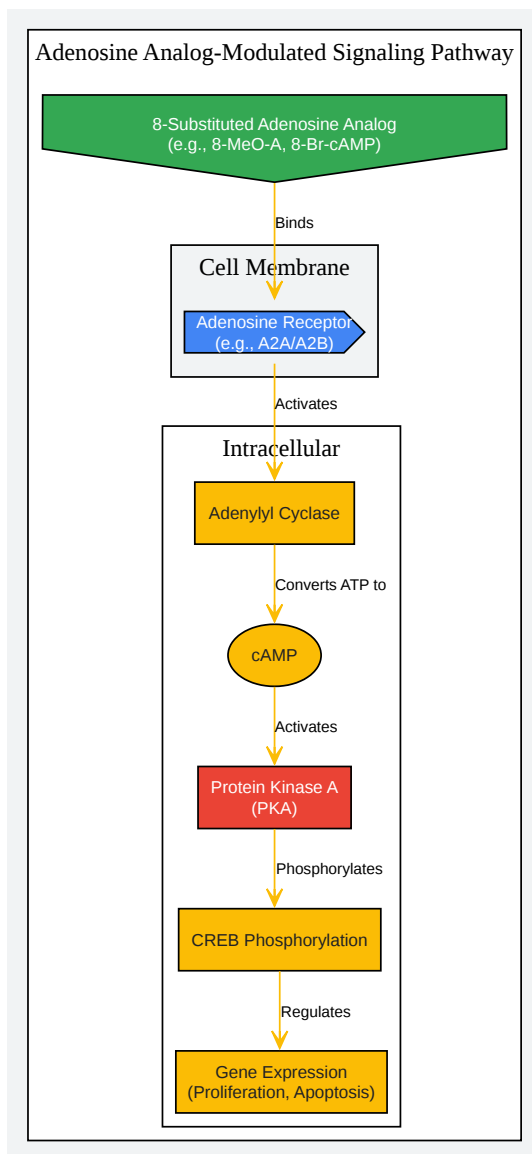 Adenosine Analog-Modulated Signaling Pathway
8-Substituted Adenosine Analog
(e.g., 8-MeO-A, 8-Br-cAMP)
Binds
Cell Membrane
Adenosine Receptor
(e.g., A2A/A2B)
Activates
Intracellular
Adenylyl Cyclase
Converts ATP to
cAMP
Activates
Protein Kinase A
(PKA)
Phosphorylates
CREB Phosphorylation
Regulates
Gene Expression
(Proliferation, Apoptosis)